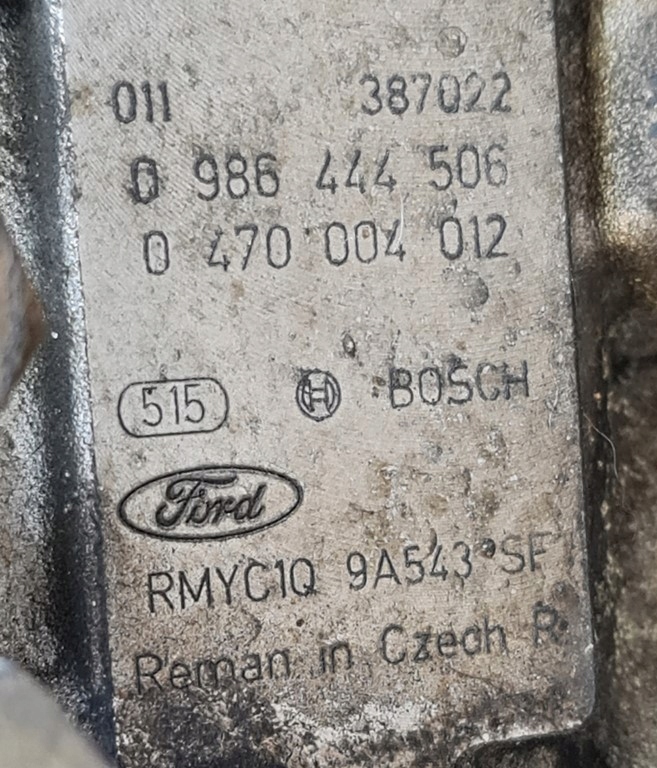 011 387022
0 986 444 506
0 470 004 012
515 BOSCH
Ford
RMYC1Q 9A543 SF
Reman in Czech R